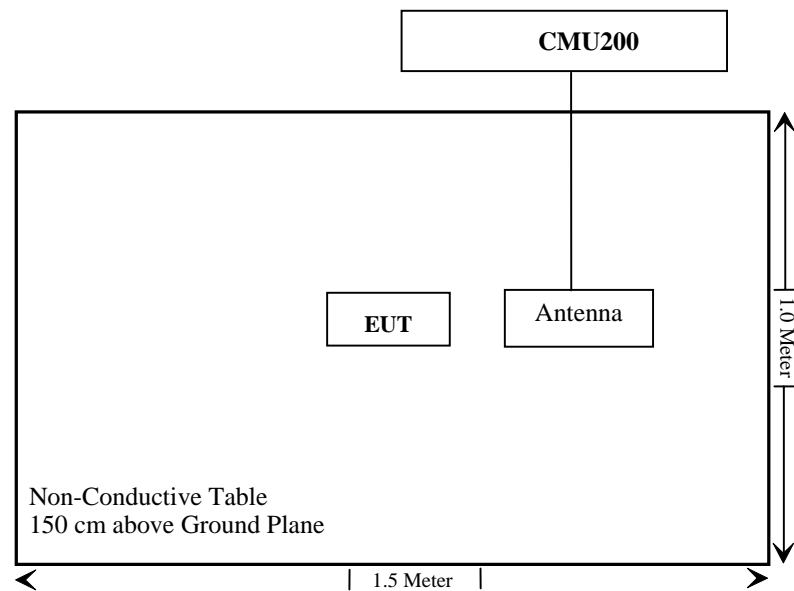 CMU200
EUT
Antenna
1.0 Meter
Non-Conductive Table
150 cm above Ground Plane
1.5 Meter